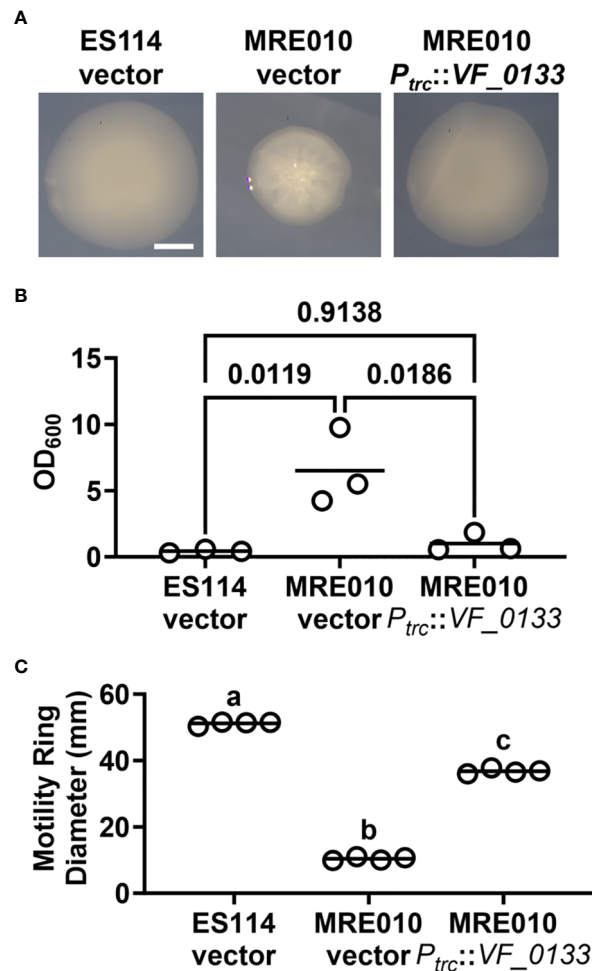 A
ES114 MRE010 MRE010
vector vector Ptrc::VF_0133
B
0.9138
0.0119 0.0186
15
10
5
0
OD600
ES114 MRE010 MRE010
vector vector Ptrc::VF_0133
C
60
40
20
0
Motility Ring
Diameter (mm)
a
b
c
ES114 MRE010 MRE010
vector vector Ptrc::VF_0133